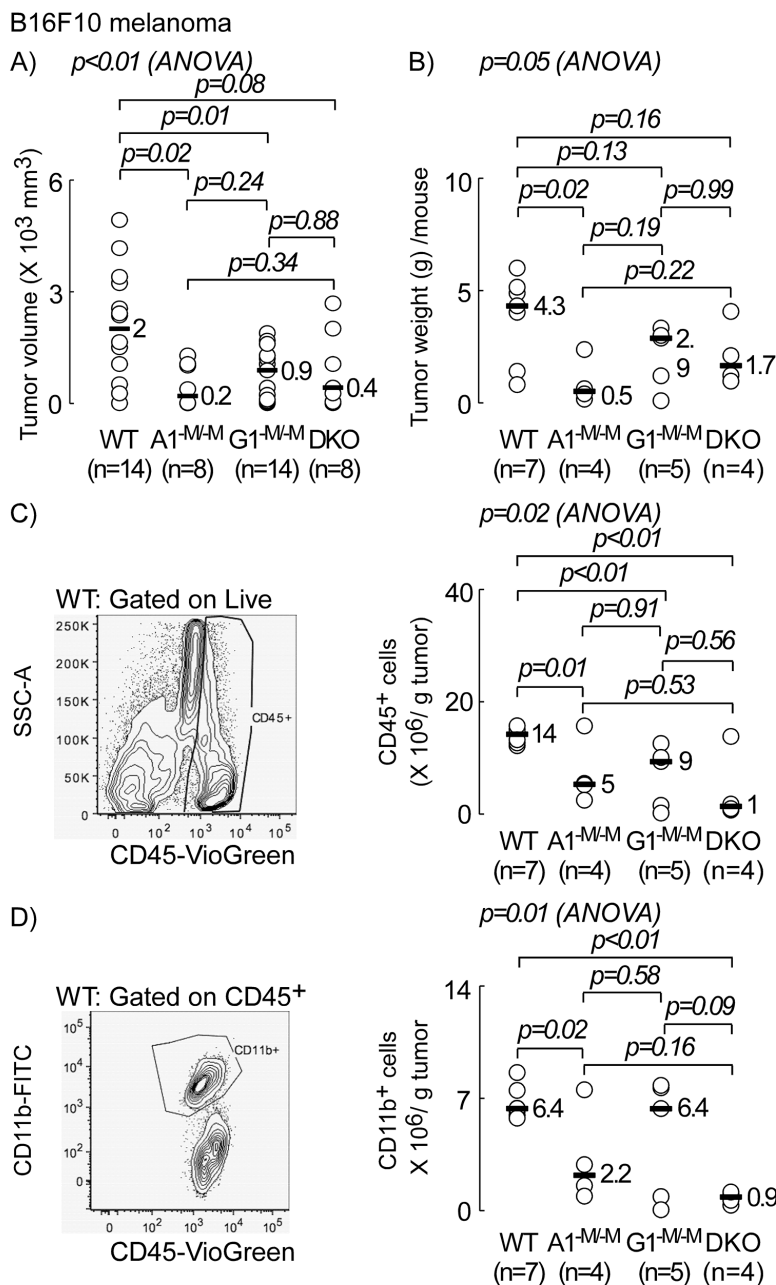 B16F10 melanoma
A) p<0.01 (ANOVA)
p=0.08
p=0.01
p=0.02
p=0.24
p=0.88
p=0.34
Tumor volume (X 10³ mm³)
6
3
0
2
0.2
0.9
0.4
WT A1-M/-M G1-M/-M DKO
(n=14) (n=8) (n=14) (n=8)
B) p=0.05 (ANOVA)
p=0.16
p=0.13
p=0.02
p=0.99
p=0.19
p=0.22
Tumor weight (g) /mouse
10
5
0
4.3
0.5
2.
9
1.7
WT A1-M/-M G1-M/-M DKO
(n=7) (n=4) (n=5) (n=4)
C)
WT: Gated on Live
SSC-A
250K
200K
150K
100K
50K
0
CD45+
0 10² 10³ 10⁴ 10⁵
CD45-VioGreen
p=0.02 (ANOVA)
p<0.01
p<0.01
p=0.91
p=0.56
p=0.01
p=0.53
CD45⁺ cells
(X 10⁶/ g tumor)
40
20
0
14
5
9
1
WT A1-M/-M G1-M/-M DKO
(n=7) (n=4) (n=5) (n=4)
D)
WT: Gated on CD45⁺
CD11b-FITC
10⁵
10⁴
10³
10²
0
CD11b+
0 10² 10³ 10⁴ 10⁵
CD45-VioGreen
p=0.01 (ANOVA)
p<0.01
p=0.58
p=0.09
p=0.02
p=0.16
CD11b⁺ cells
X 10⁶/ g tumor
14
7
0
6.4
2.2
6.4
0.9
WT A1-M/-M G1-M/-M DKO
(n=7) (n=4) (n=5) (n=4)